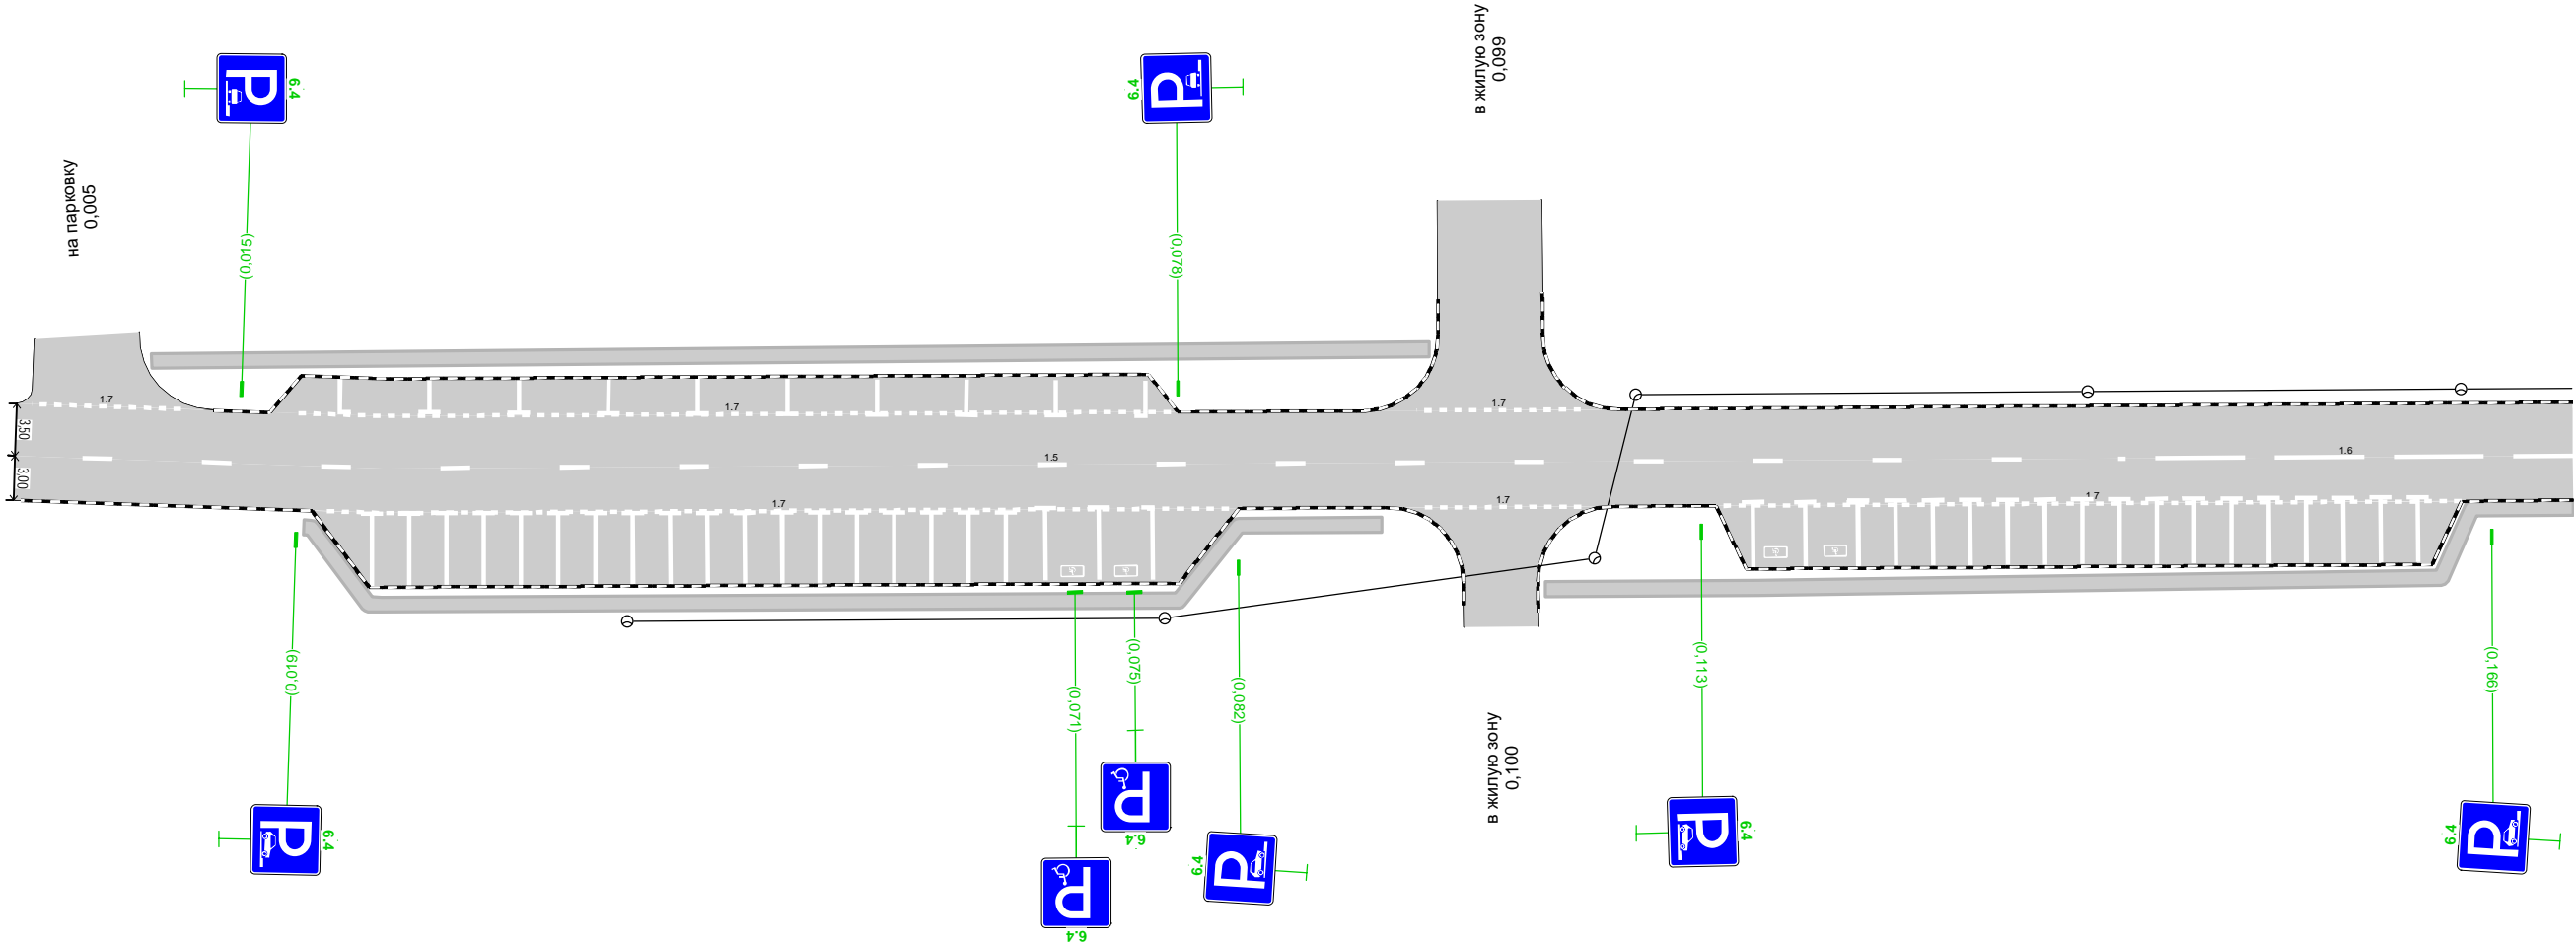 в жилую зону
0,099
6.4
6.4
на парковку
0,005
(0,015)
(0,078)
P
P
1.7
1.7
1.7
3,50
3,00
1.5
1.6
1.7
1.7
1.7
(0,019)
(0,071)
(0,075)
(0,082)
(0,113)
(0,166)
в жилую зону
0,100
P
6.4
P
6.4
P
6.4
P
6.4
P
6.4
P
6.4